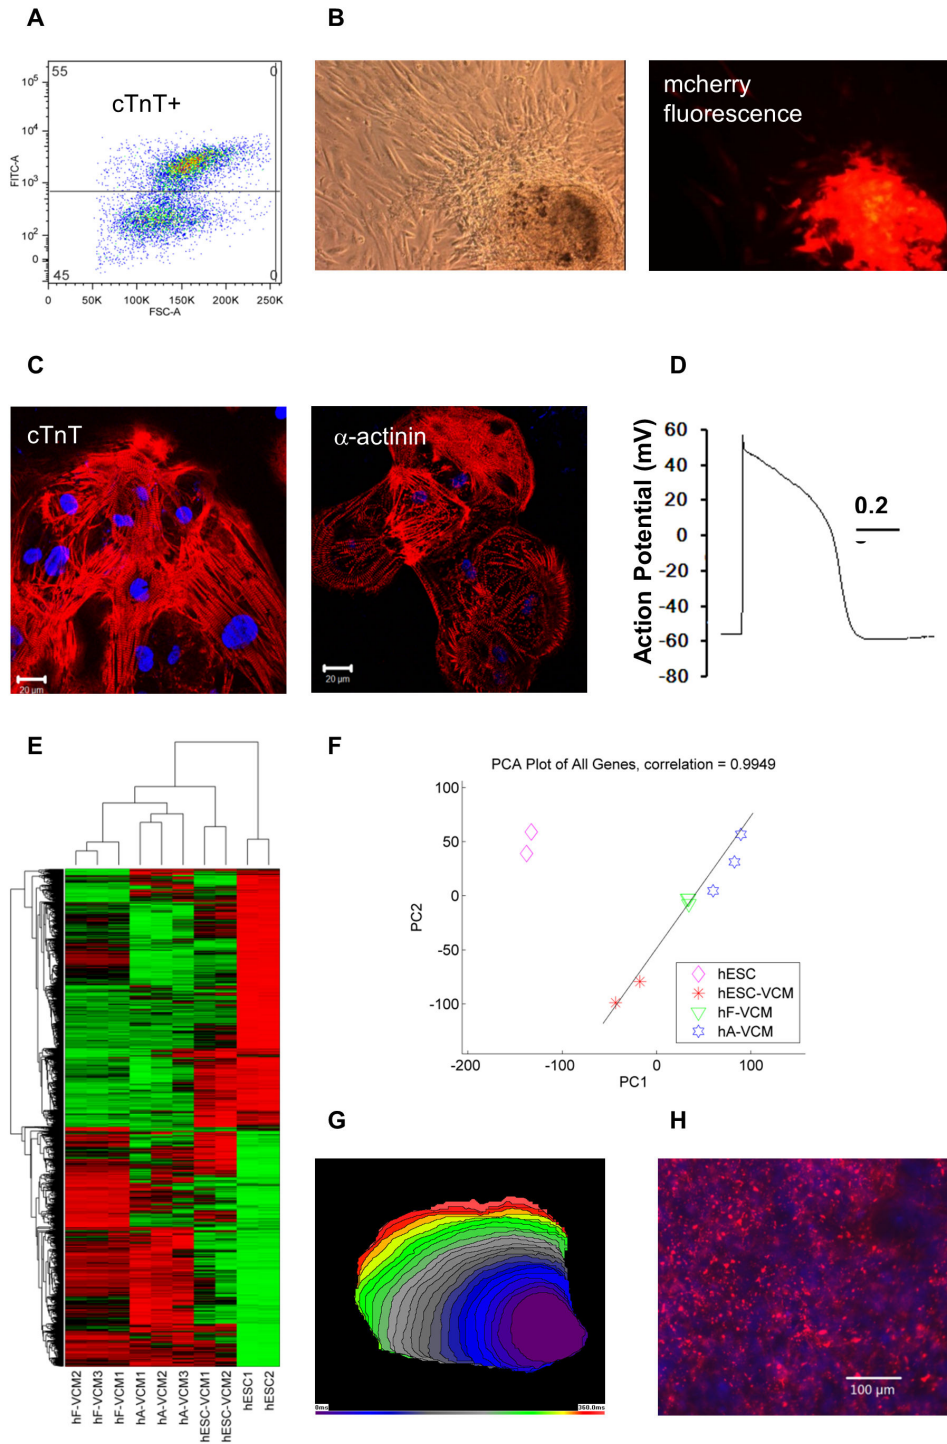 A
B
55
0
cTnT+
10^5
10^4
10^3
10^2
0
FITC-A
45
0
0
50K
100K
150K
200K
250K
FSC-A
mcherry
fluorescence
C
D
cTnT
20 µm
α-actinin
20 µm
Action Potential (mV)
60
40
20
0
-20
-40
-60
-80
0.2
E
F
hF-VCM2
hF-VCM3
hF-VCM1
hA-VCM1
hA-VCM2
hA-VCM3
hESC-VCM1
hESC-VCM2
hESC1
hESC2
PCA Plot of All Genes, correlation = 0.9949
100
50
0
-50
-100
PC2
-200
-100
0
100
PC1
hESC
hESC-VCM
hF-VCM
hA-VCM
G
H
0ms
360.0ms
100 µm